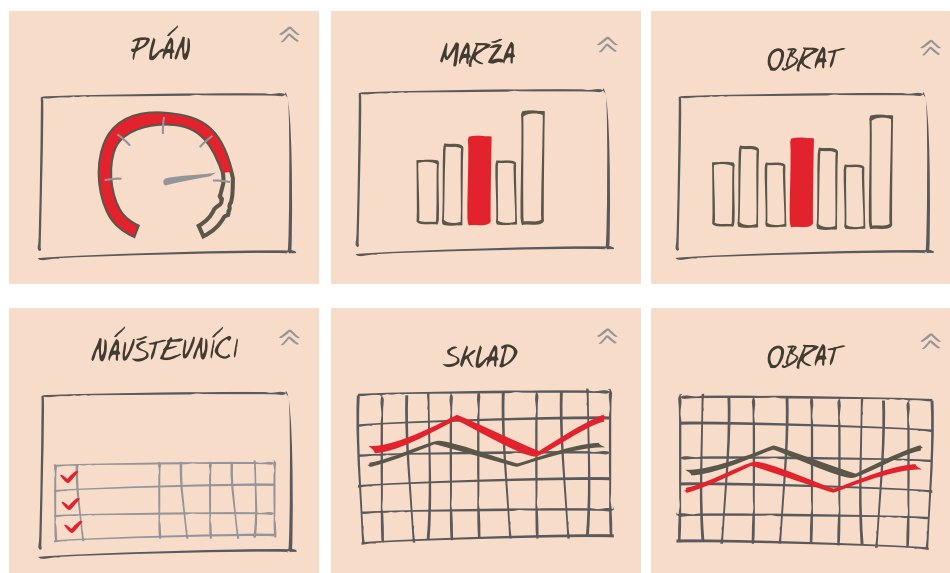 PLÁN
MARŽA
OBRAT
NÁVŠTEVNÍCI
SKLAD
OBRAT